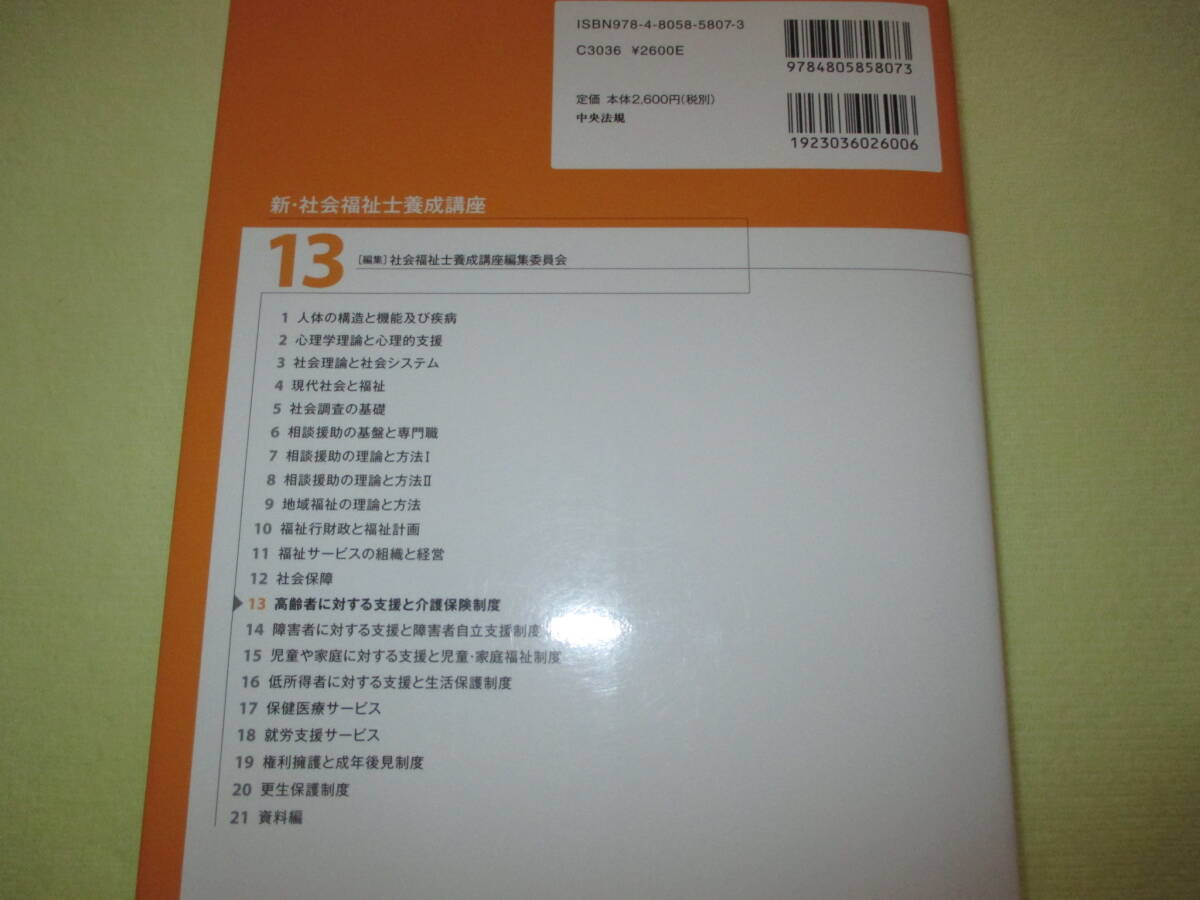 ISBN978-4-8058-5807-3
C3036 ¥2600E
9784805858073
定価 本体2,600円(税別)
中央法規
1923036026006
新・社会福祉士養成講座
13
[編集]社会福祉士養成講座編集委員会
1 人体の構造と機能及び疾病
2 心理学理論と心理的支援
3 社会理論と社会システム
4 現代社会と福祉
5 社会調査の基礎
6 相談援助の基盤と専門職
7 相談援助の理論と方法Ⅰ
8 相談援助の理論と方法Ⅱ
9 地域福祉の理論と方法
10 福祉行財政と福祉計画
11 福祉サービスの組織と経営
12 社会保障
13 高齢者に対する支援と介護保険制度
14 障害者に対する支援と障害者自立支援制度
15 児童や家庭に対する支援と児童・家庭福祉制度
16 低所得者に対する支援と生活保護制度
17 保健医療サービス
18 就労支援サービス
19 権利擁護と成年後見制度
20 更生保護制度
21 資料編